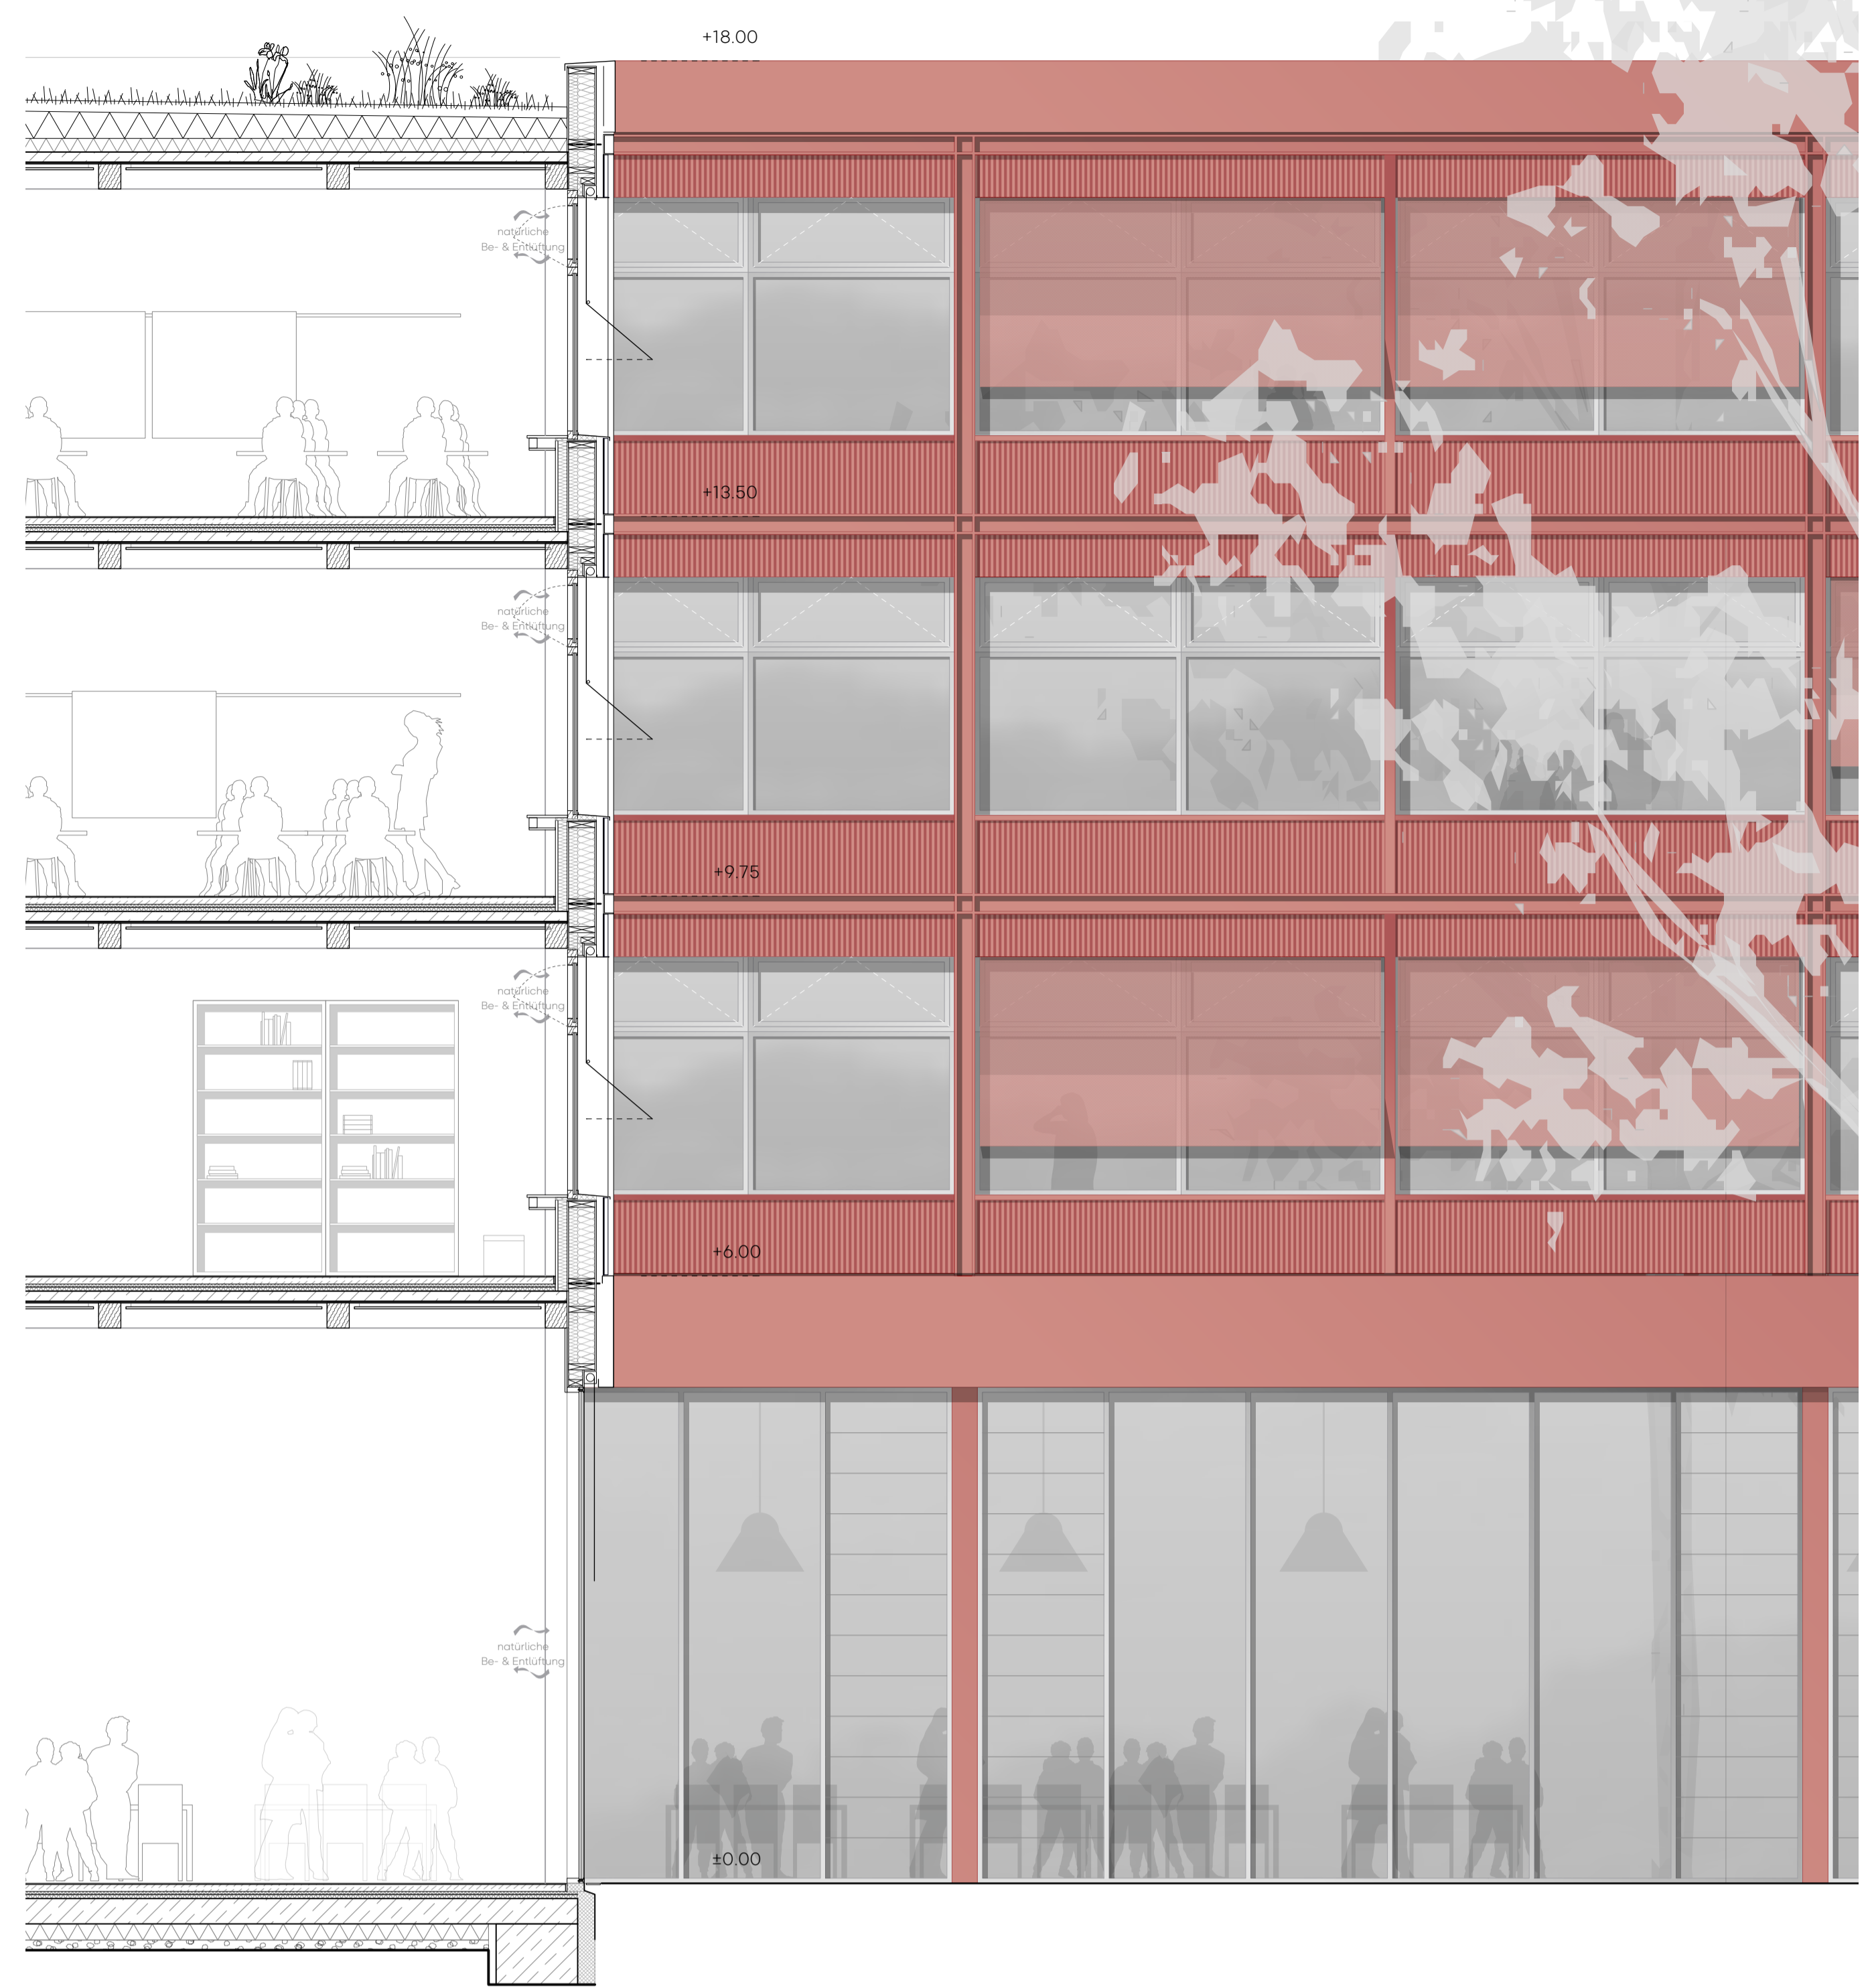 +18.00
natürliche
Be- & Entlüftung
+13.50
natürliche
Be- & Entlüftung
+9.75
natürliche
Be- & Entlüftung
+6.00
natürliche
Be- & Entlüftung
±0.00